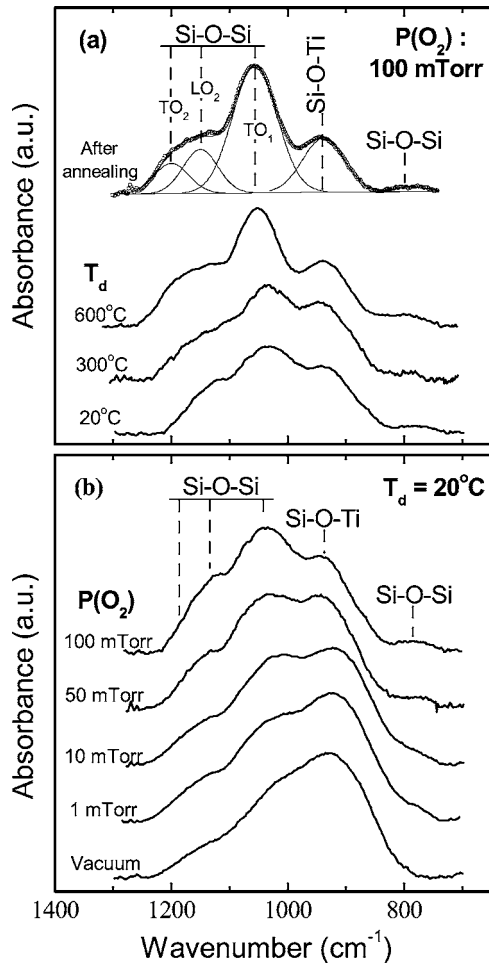 (a)
Si-O-Si
P(O2) :
100 mTorr
TO2
LO2
TO1
Si-O-Ti
Si-O-Si
After
annealing
Td
600°C
300°C
20°C
Absorbance (a.u.)
(b)
Si-O-Si
Td = 20°C
Si-O-Ti
Si-O-Si
P(O2)
100 mTorr
50 mTorr
10 mTorr
1 mTorr
Vacuum
Absorbance (a.u.)
1400 1200 1000 800
Wavenumber (cm-1)